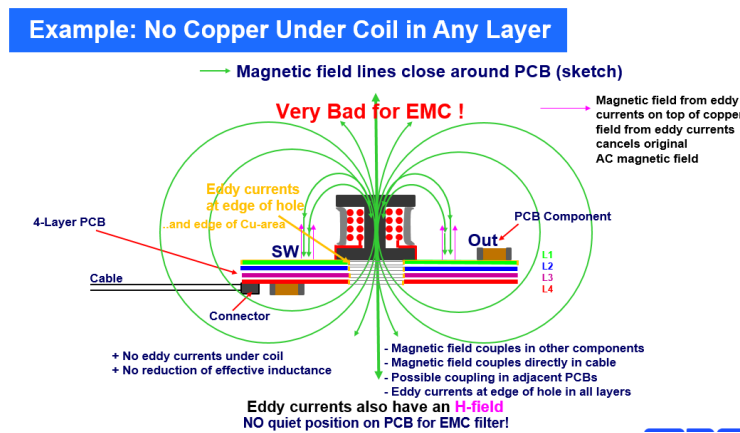 Example: No Copper Under Coil in Any Layer
Magnetic field lines close around PCB (sketch)
Very Bad for EMC !
Magnetic field from eddy
currents on top of copper
field from eddy currents
cancels original
AC magnetic field
Eddy currents
at edge of hole
..and edge of Cu-area
4-Layer PCB
PCB Component
SW
Out
L1
L2
L3
L4
Cable
Connector
+ No eddy currents under coil
+ No reduction of effective inductance
- Magnetic field couples in other components
- Magnetic field couples directly in cable
- Possible coupling in adjacent PCBs
- Eddy currents at edge of hole in all layers
Eddy currents also have an H-field
NO quiet position on PCB for EMC filter!